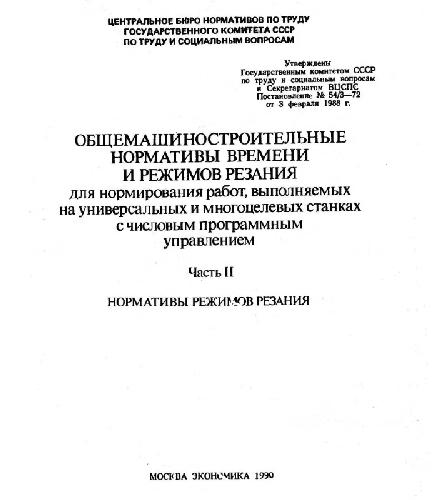 ЦЕНТРАЛЬНОЕ БЮРО НОРМАТИВОВ ПО ТРУДУ
ГОСУДАРСТВЕННОГО КОМИТЕТА СССР
ПО ТРУДУ И СОЦИАЛЬНЫМ ВОПРОСАМ
Утверждены
Государственным комитетом СССР
по труду и социальным вопросам
и Секретариатом ВЦСПС
Постановление № 54/3—72
от 3 февраля 1988 г.
ОБЩЕМАШИНОСТРОИТЕЛЬНЫЕ
НОРМАТИВЫ ВРЕМЕНИ
И РЕЖИМОВ РЕЗАНИЯ
для нормирования работ, выполняемых
на универсальных и многоцелевых станках
с числовым программным
управлением
Часть II
НОРМАТИВЫ РЕЖИМОВ РЕЗАНИЯ
МОСКВА ЭКОНОМИКА 1990